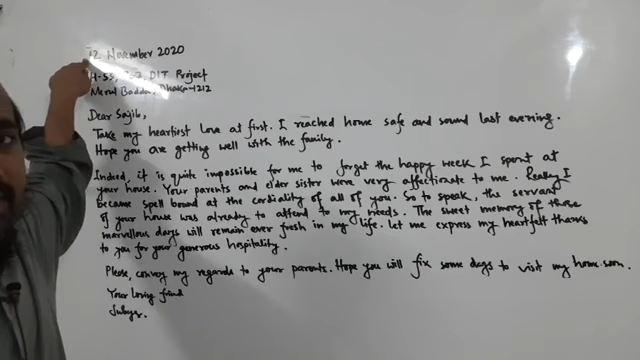 12 November 2020
H-55, DIT Project
Merul Badda, Dhaka-1212
Dear Sajib,
Take my heartiest love at first. I reached home safe and sound last evening.
Hope you are getting well with the family.
Indeed, it is quite impossible for me to forget the happy week I spent at
your house. Your parents and elder sister were very affectionate to me. Really I
became spell bound at the cordiality of all of you. So to speak, the servant
of your house was already to attend to my needs. The sweet memory of those
marvellous days will remain ever fresh in my life. Let me express my heartfelt thanks
to you for your generous hospitality.
Please, convey my regards to your parents. Hope you will fix some days to visit my home soon.
Your loving friend